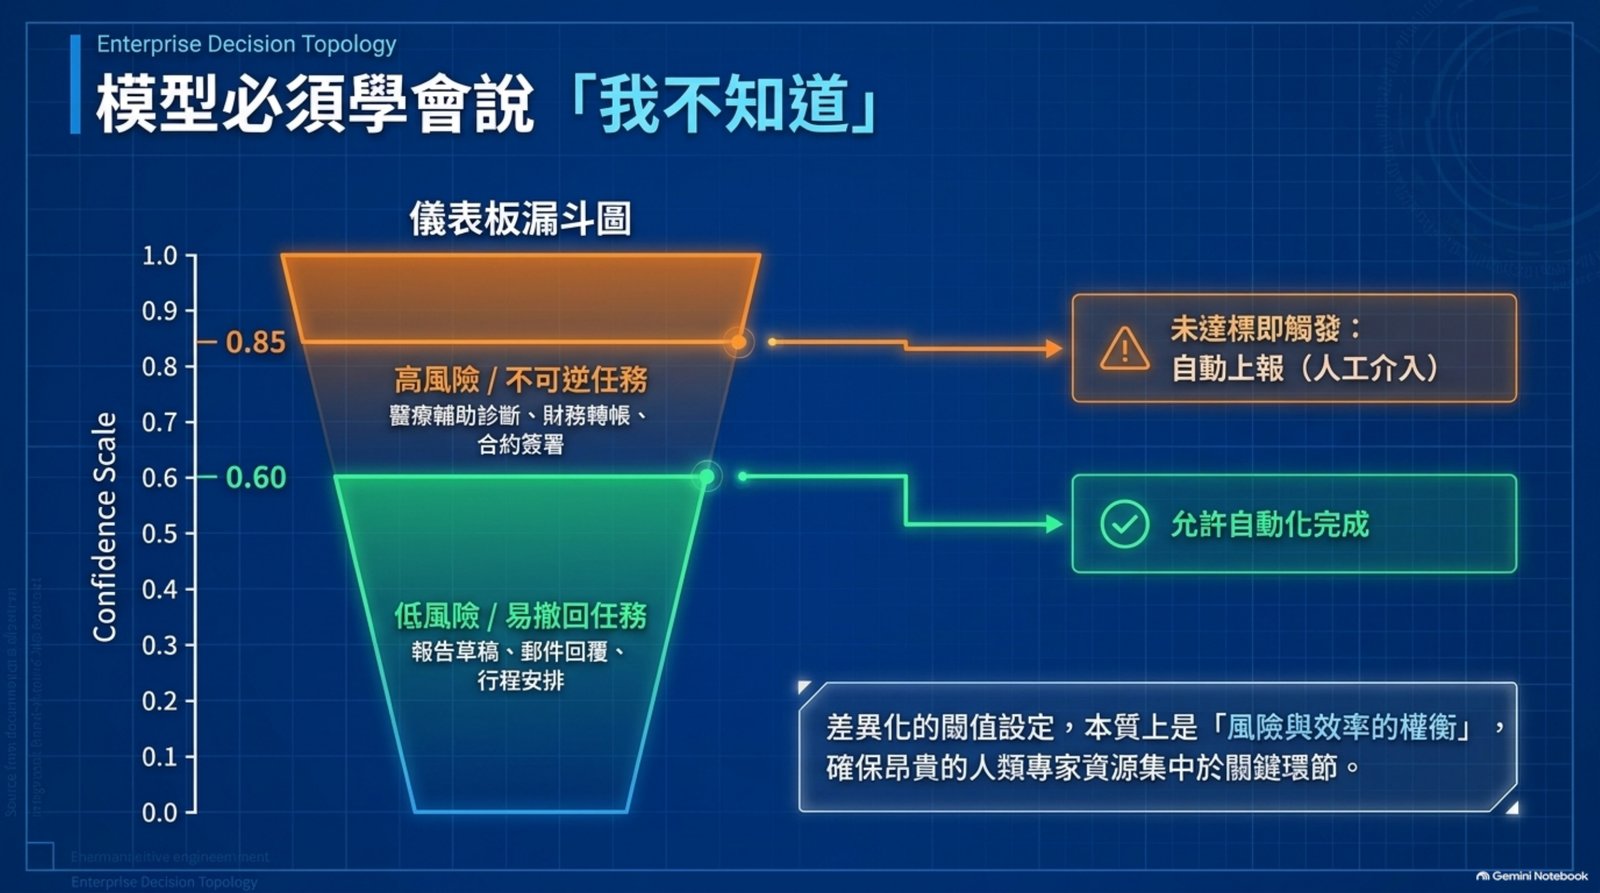 Enterprise Decision Topology
模型必須學會說「我不知道」
儀表板漏斗圖
Confidence Scale
1.0
0.9
0.85
0.8
0.7
0.6
0.60
0.5
0.4
0.3
0.2
0.1
0.0
高風險 / 不可逆任務
醫療輔助診斷、財務轉帳、
合約簽署
低風險 / 易撤回任務
報告草稿、郵件回覆、
行程安排
未達標即觸發：
自動上報（人工介入）
允許自動化完成
差異化的閾值設定，本質上是「風險與效率的權衡」，
確保昂貴的人類專家資源集中於關鍵環節。
Enterprise Decision Topology
Gemini Notebook